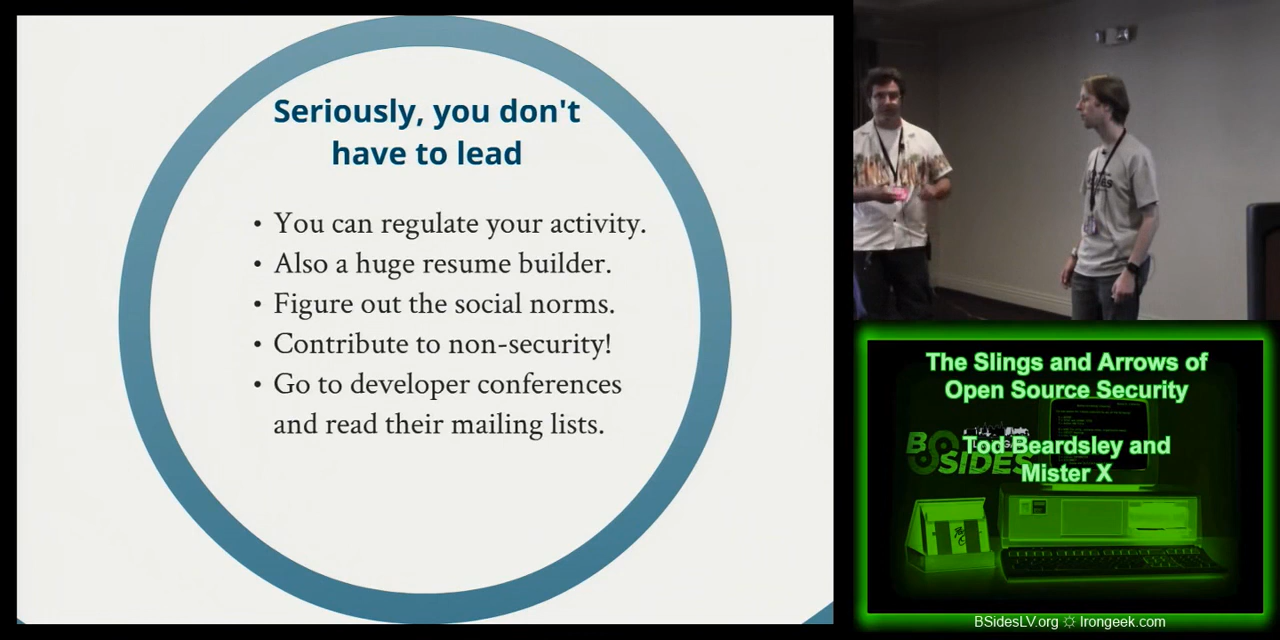 Seriously, you don't
have to lead
• You can regulate your activity.
• Also a huge resume builder.
• Figure out the social norms.
• Contribute to non-security!
• Go to developer conferences
and read their mailing lists.
The Slings and Arrows of
Open Source Security
BSIDES
Tod Beardsley and
Mister X
BSidesLV.org ☼ Irongeek.com